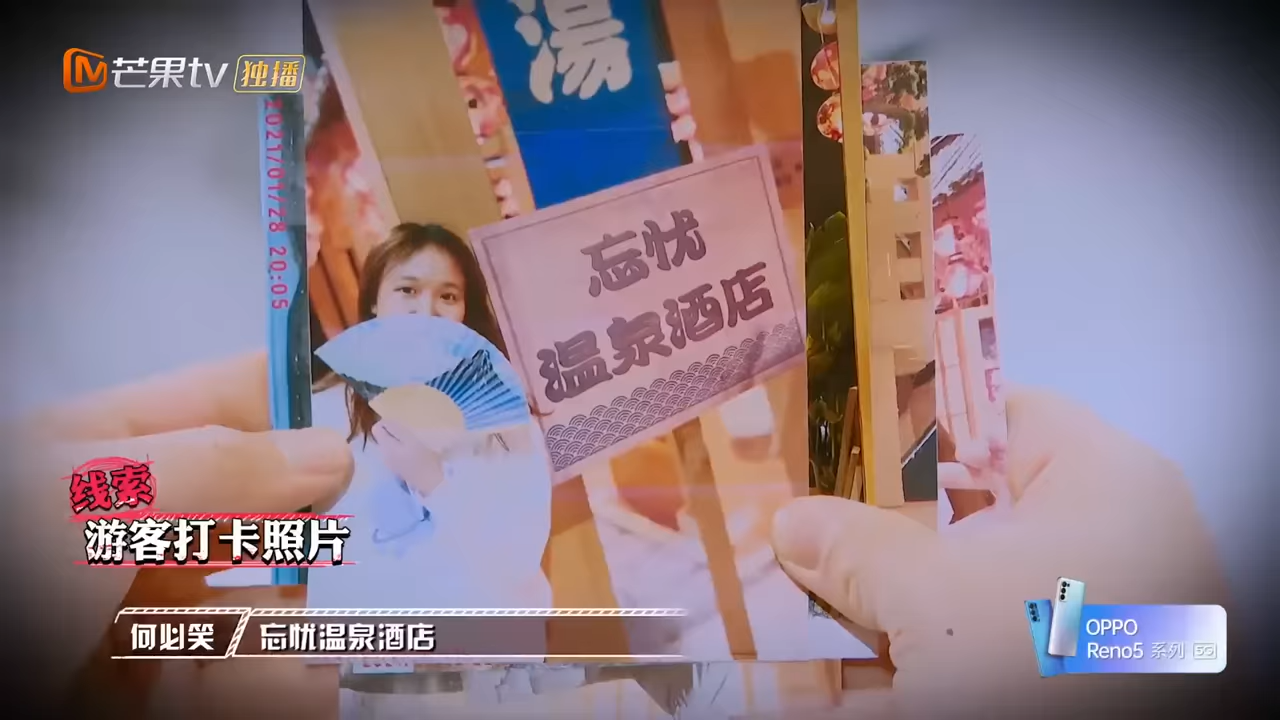 芒果tv 独播
湯
2021/01/28 20:05
忘忧
温泉酒店
线索
游客打卡照片
何必笑 忘忧温泉酒店
OPPO
Reno5 系列 5G